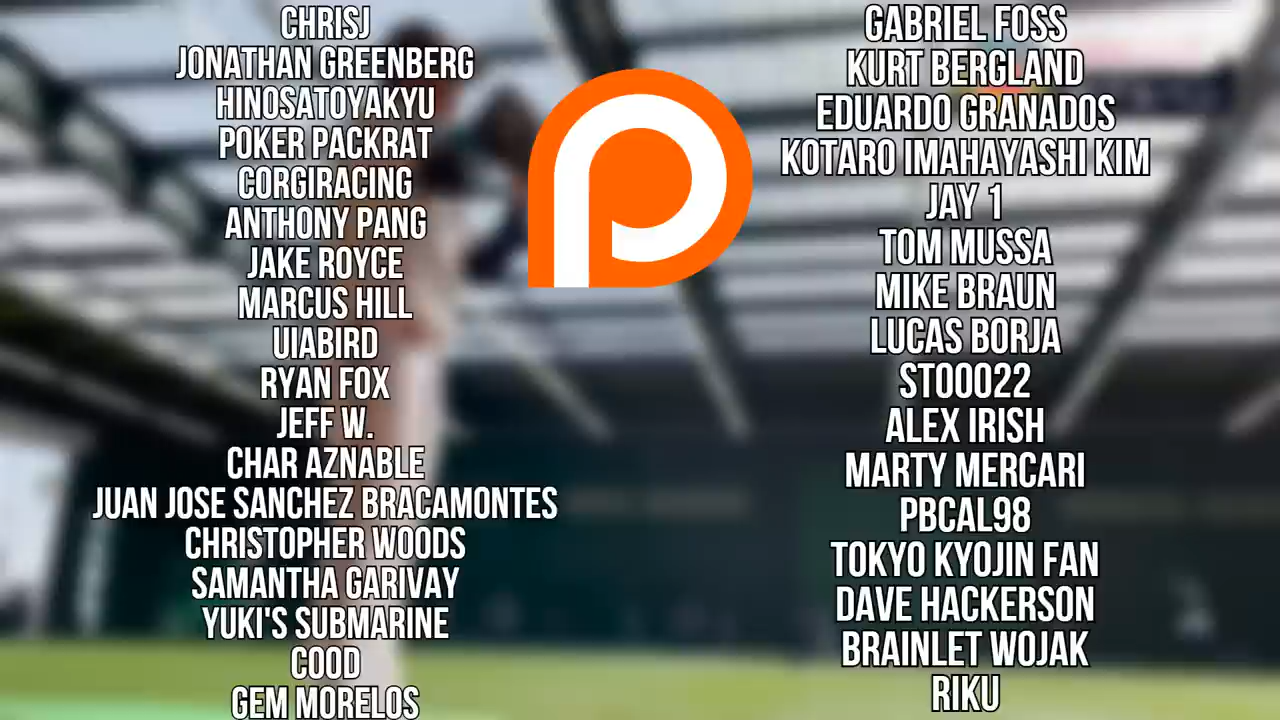 CHRISJ
JONATHAN GREENBERG
HINOSATOYAKYU
POKER PACKRAT
CORGIRACING
ANTHONY PANG
JAKE ROYCE
MARCUS HILL
UIABIRD
RYAN FOX
JEFF W.
CHAR AZNABLE
JUAN JOSE SANCHEZ BRACAMONTES
CHRISTOPHER WOODS
SAMANTHA GARIVAY
YUKI'S SUBMARINE
COOD
GEM MORELOS
GABRIEL FOSS
KURT BERGLAND
EDUARDO GRANADOS
KOTARO IMAHAYASHI KIM
JAY 1
TOM MUSSA
MIKE BRAUN
LUCAS BORJA
STO0022
ALEX IRISH
MARTY MERCARI
PBCAL98
TOKYO KYOJIN FAN
DAVE HACKERSON
BRAINLET WOJAK
RIKU